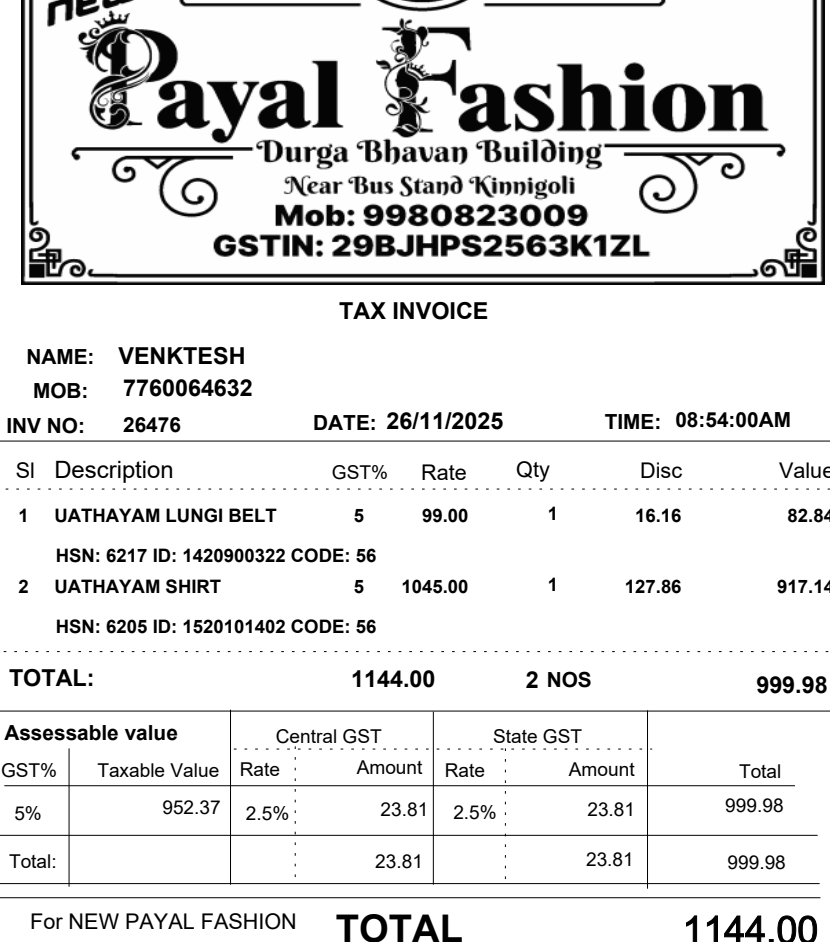 new
Payal Fashion
Durga Bhavan Building
Near Bus Stand Kinnigoli
Mob: 9980823009
GSTIN: 29BJHPS2563K1ZL
TAX INVOICE
NAME: VENKTESH
MOB: 7760064632
INV NO: 26476 DATE: 26/11/2025 TIME: 08:54:00AM
Sl Description GST% Rate Qty Disc Value
1 UATHAYAM LUNGI BELT 5 99.00 1 16.16 82.84
HSN: 6217 ID: 1420900322 CODE: 56
2 UATHAYAM SHIRT 5 1045.00 1 127.86 917.14
HSN: 6205 ID: 1520101402 CODE: 56
TOTAL: 1144.00 2 NOS 999.98
Assessable value Central GST State GST
GST% Taxable Value Rate Amount Rate Amount Total
5% 952.37 2.5% 23.81 2.5% 23.81 999.98
Total: 23.81 23.81 999.98
For NEW PAYAL FASHION TOTAL 1144.00